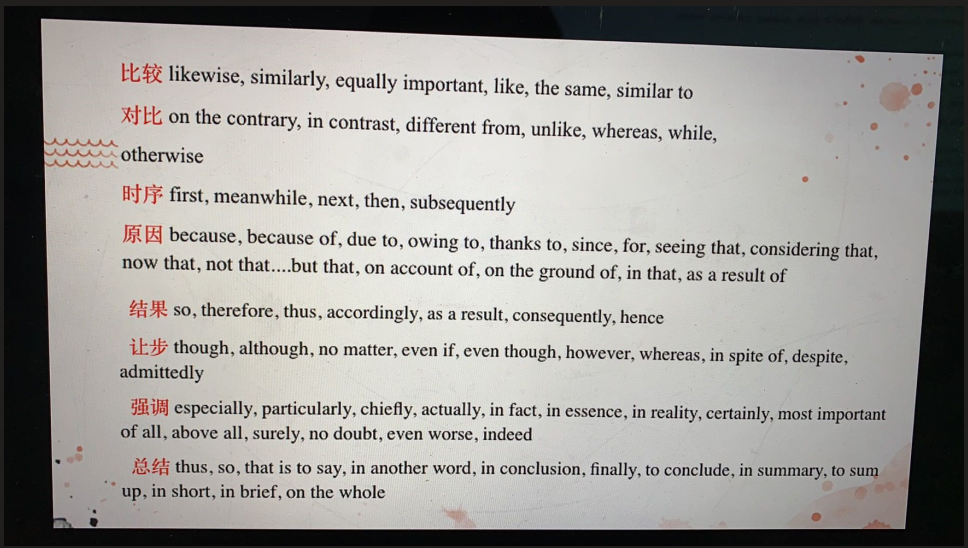 比较 likewise, similarly, equally important, like, the same, similar to
对比 on the contrary, in contrast, different from, unlike, whereas, while,
otherwise
时序 first, meanwhile, next, then, subsequently
原因 because, because of, due to, owing to, thanks to, since, for, seeing that, considering that,
now that, not that....but that, on account of, on the ground of, in that, as a result of
结果 so, therefore, thus, accordingly, as a result, consequently, hence
让步 though, although, no matter, even if, even though, however, whereas, in spite of, despite,
admittedly
强调 especially, particularly, chiefly, actually, in fact, in essence, in reality, certainly, most important
of all, above all, surely, no doubt, even worse, indeed
总结 thus, so, that is to say, in another word, in conclusion, finally, to conclude, in summary, to sum
up, in short, in brief, on the whole